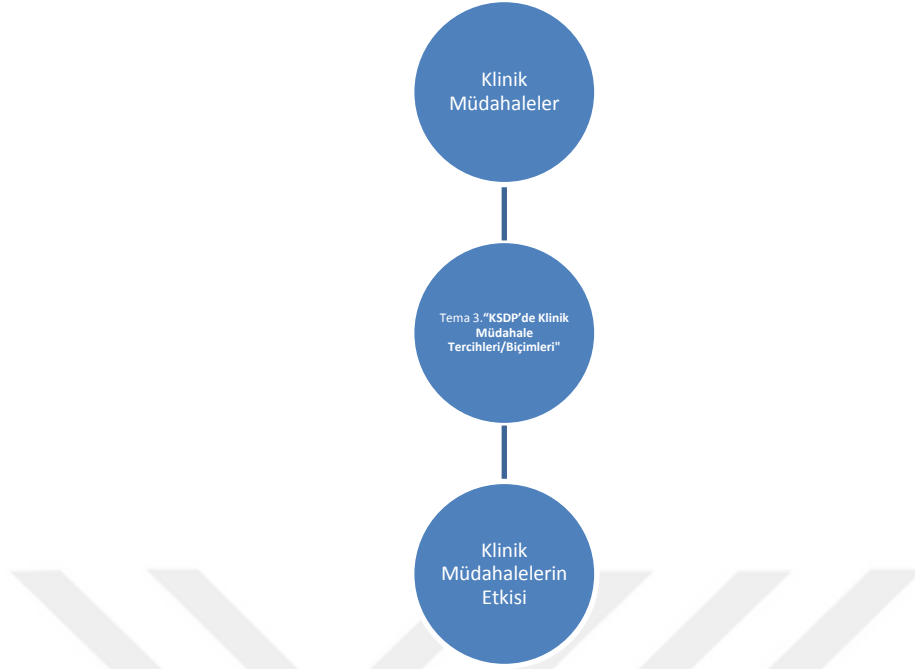 Klinik
Müdahaleler
Tema 3.“KSDP’de Klinik
Müdahale
Tercihleri/Biçimleri"
Klinik
Müdahalelerin
Etkisi